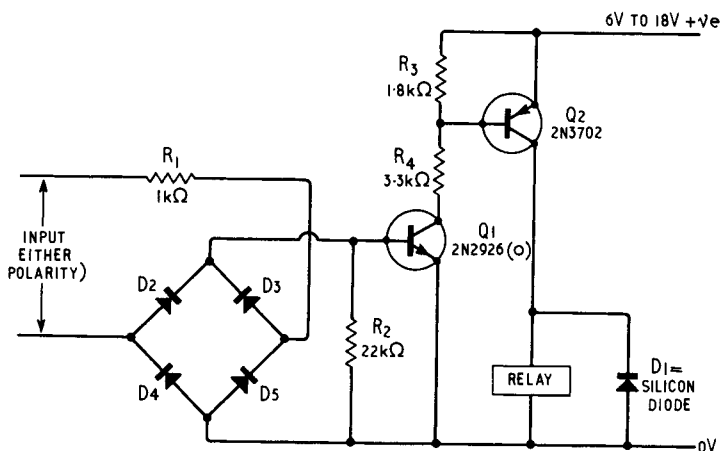 6V TO 18V +ve
R3
1·8kΩ
Q2
2N3702
R1
1kΩ
R4
3·3kΩ
INPUT
EITHER
POLARITY)
Q1
2N2926(O)
D2
D3
R2
22kΩ
D4
D5
RELAY
D1=
SILICON
DIODE
0V